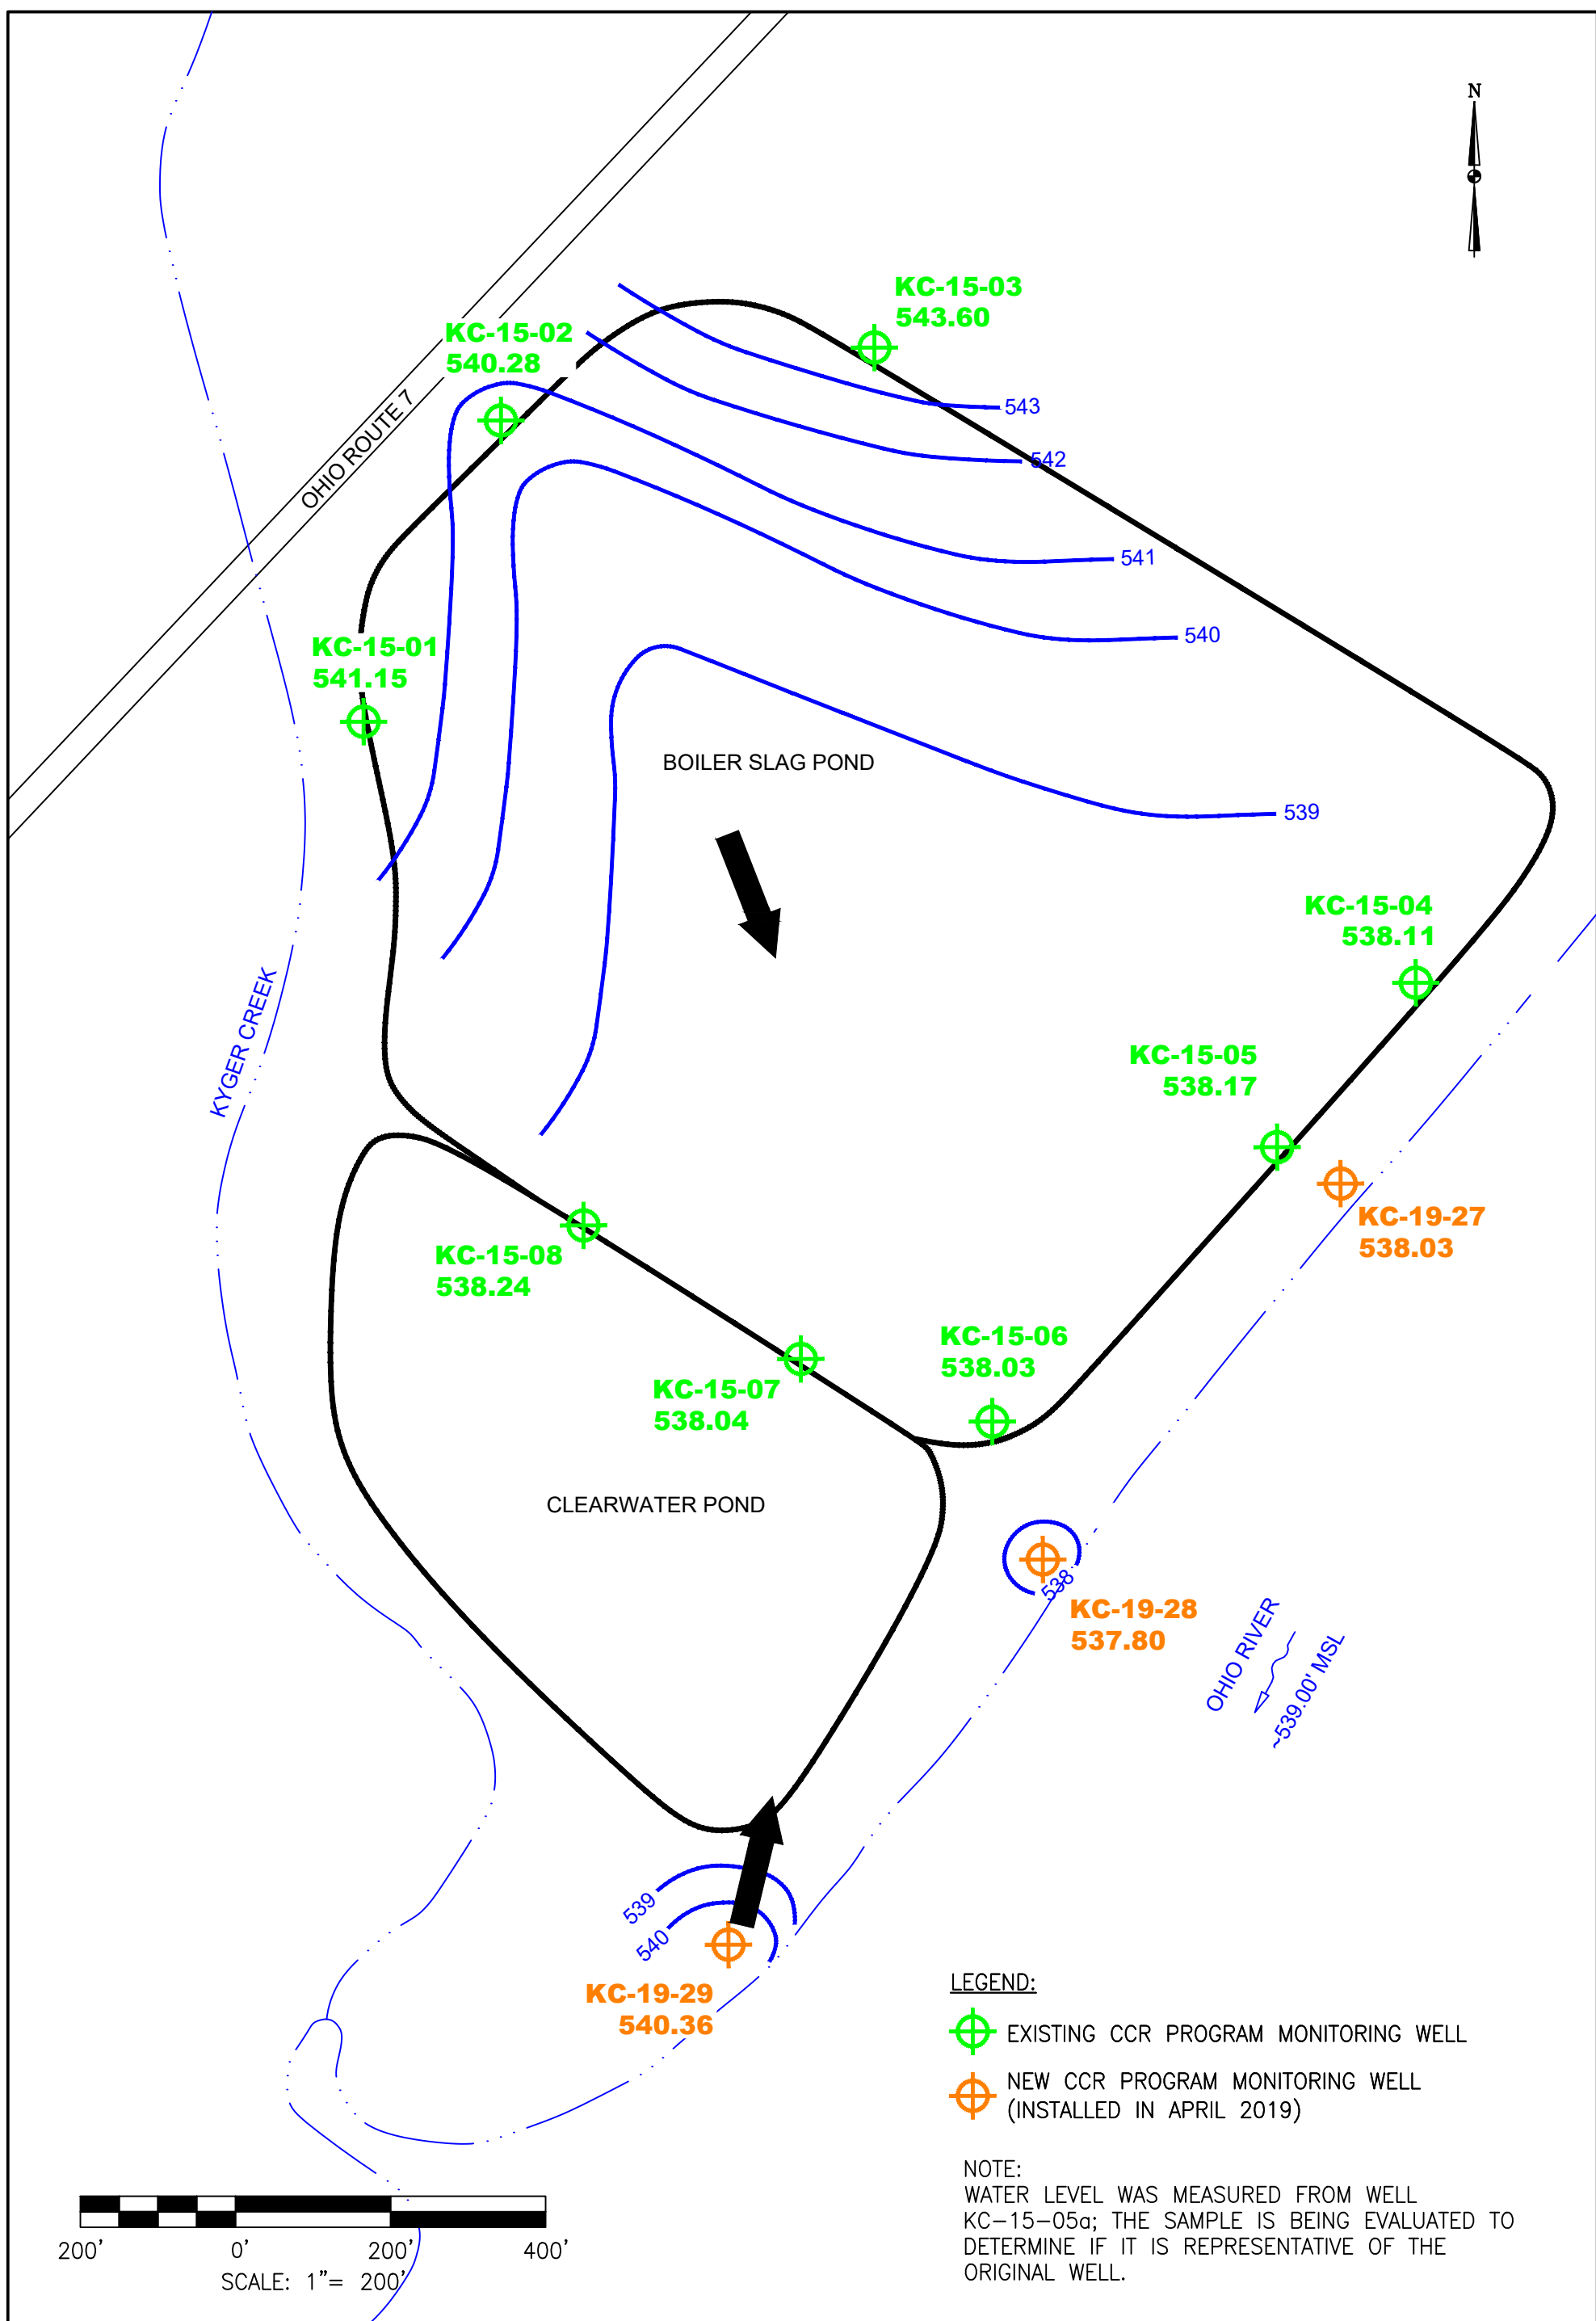 N
KC-15-03
543.60
KC-15-02
540.28
OHIO ROUTE 7
543
542
541
540
KC-15-01
541.15
BOILER SLAG POND
539
KC-15-04
538.11
KYGER CREEK
KC-15-05
538.17
KC-19-27
538.03
KC-15-08
538.24
KC-15-06
538.03
KC-15-07
538.04
CLEARWATER POND
538
KC-19-28
537.80
OHIO RIVER
~539.00' MSL
539
540
KC-19-29
540.36
LEGEND:
EXISTING CCR PROGRAM MONITORING WELL
NEW CCR PROGRAM MONITORING WELL
(INSTALLED IN APRIL 2019)
NOTE:
WATER LEVEL WAS MEASURED FROM WELL
KC-15-05a; THE SAMPLE IS BEING EVALUATED TO
DETERMINE IF IT IS REPRESENTATIVE OF THE
ORIGINAL WELL.
200' 0' 200' 400'
SCALE: 1"= 200'